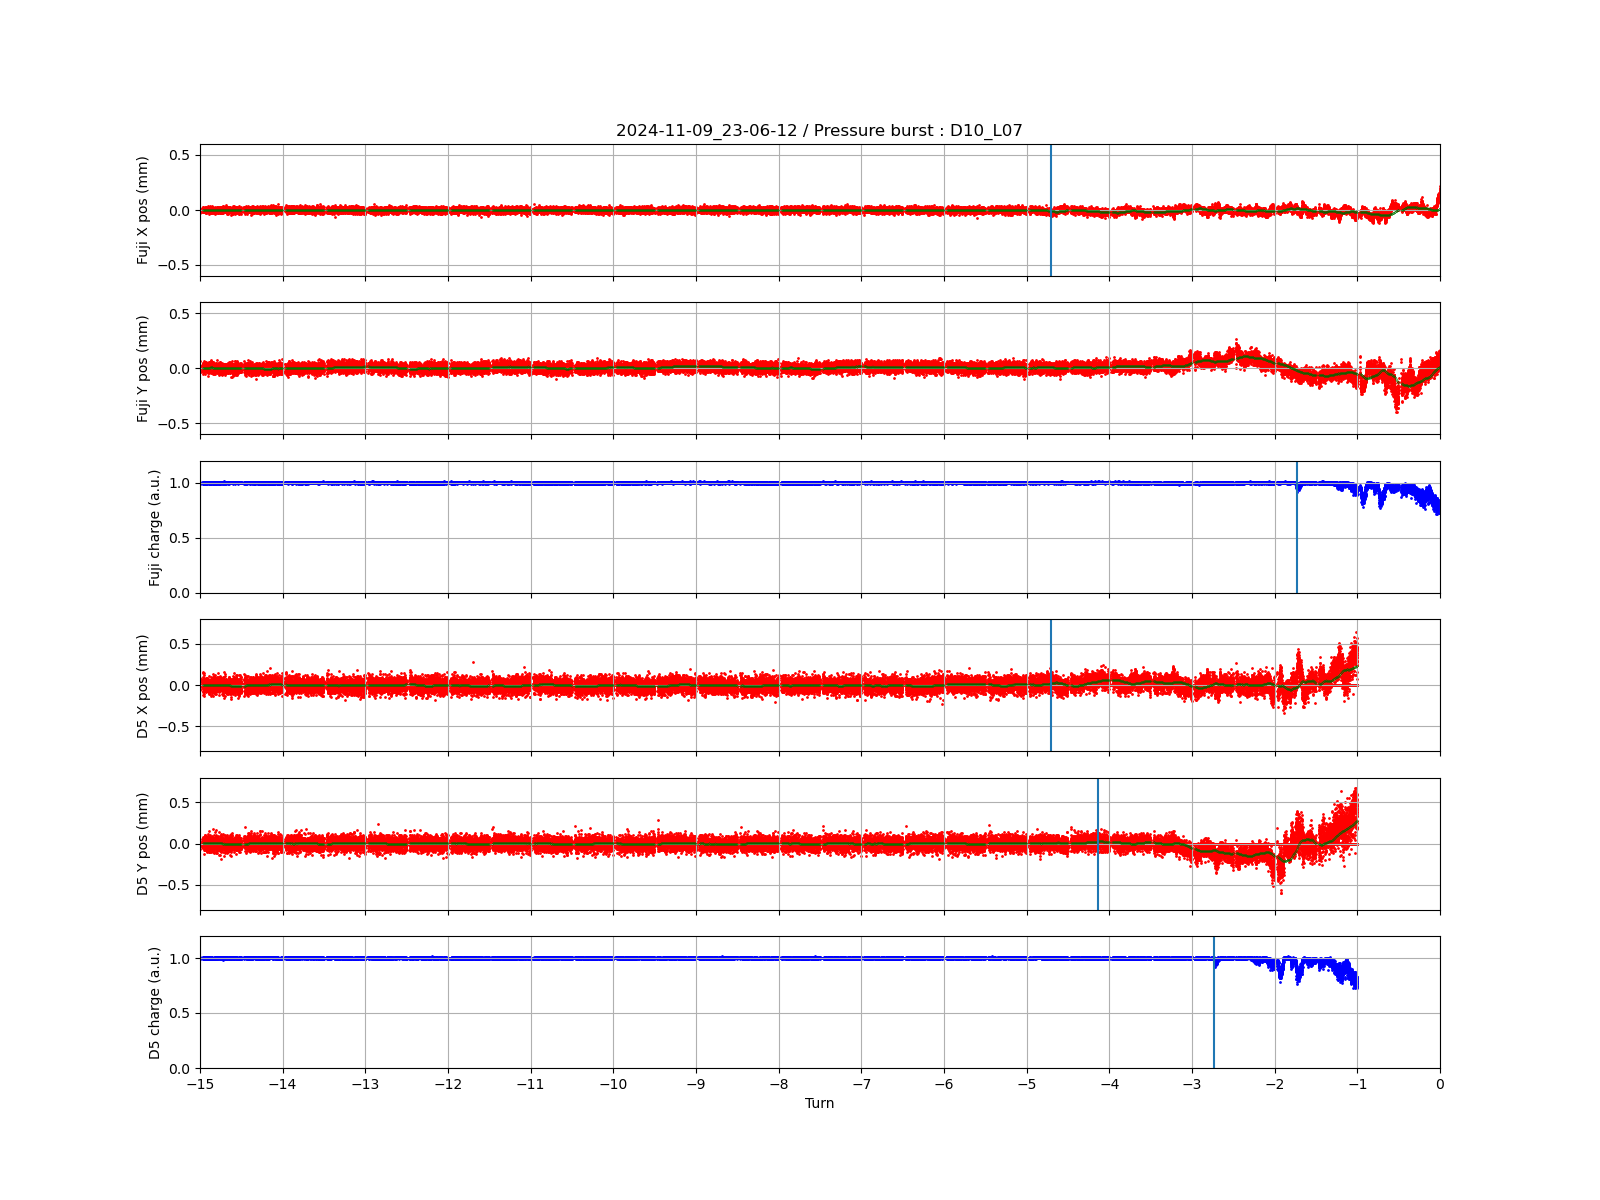 2024-11-09_23-06-12 / Pressure burst : D10_L07
Fuji X pos (mm)
0.5
0.0
−0.5
Fuji Y pos (mm)
0.5
0.0
−0.5
Fuji charge (a.u.)
1.0
0.5
0.0
D5 X pos (mm)
0.5
0.0
−0.5
D5 Y pos (mm)
0.5
0.0
−0.5
D5 charge (a.u.)
1.0
0.5
0.0
−15 −14 −13 −12 −11 −10 −9 −8 −7 −6 −5 −4 −3 −2 −1 0
Turn